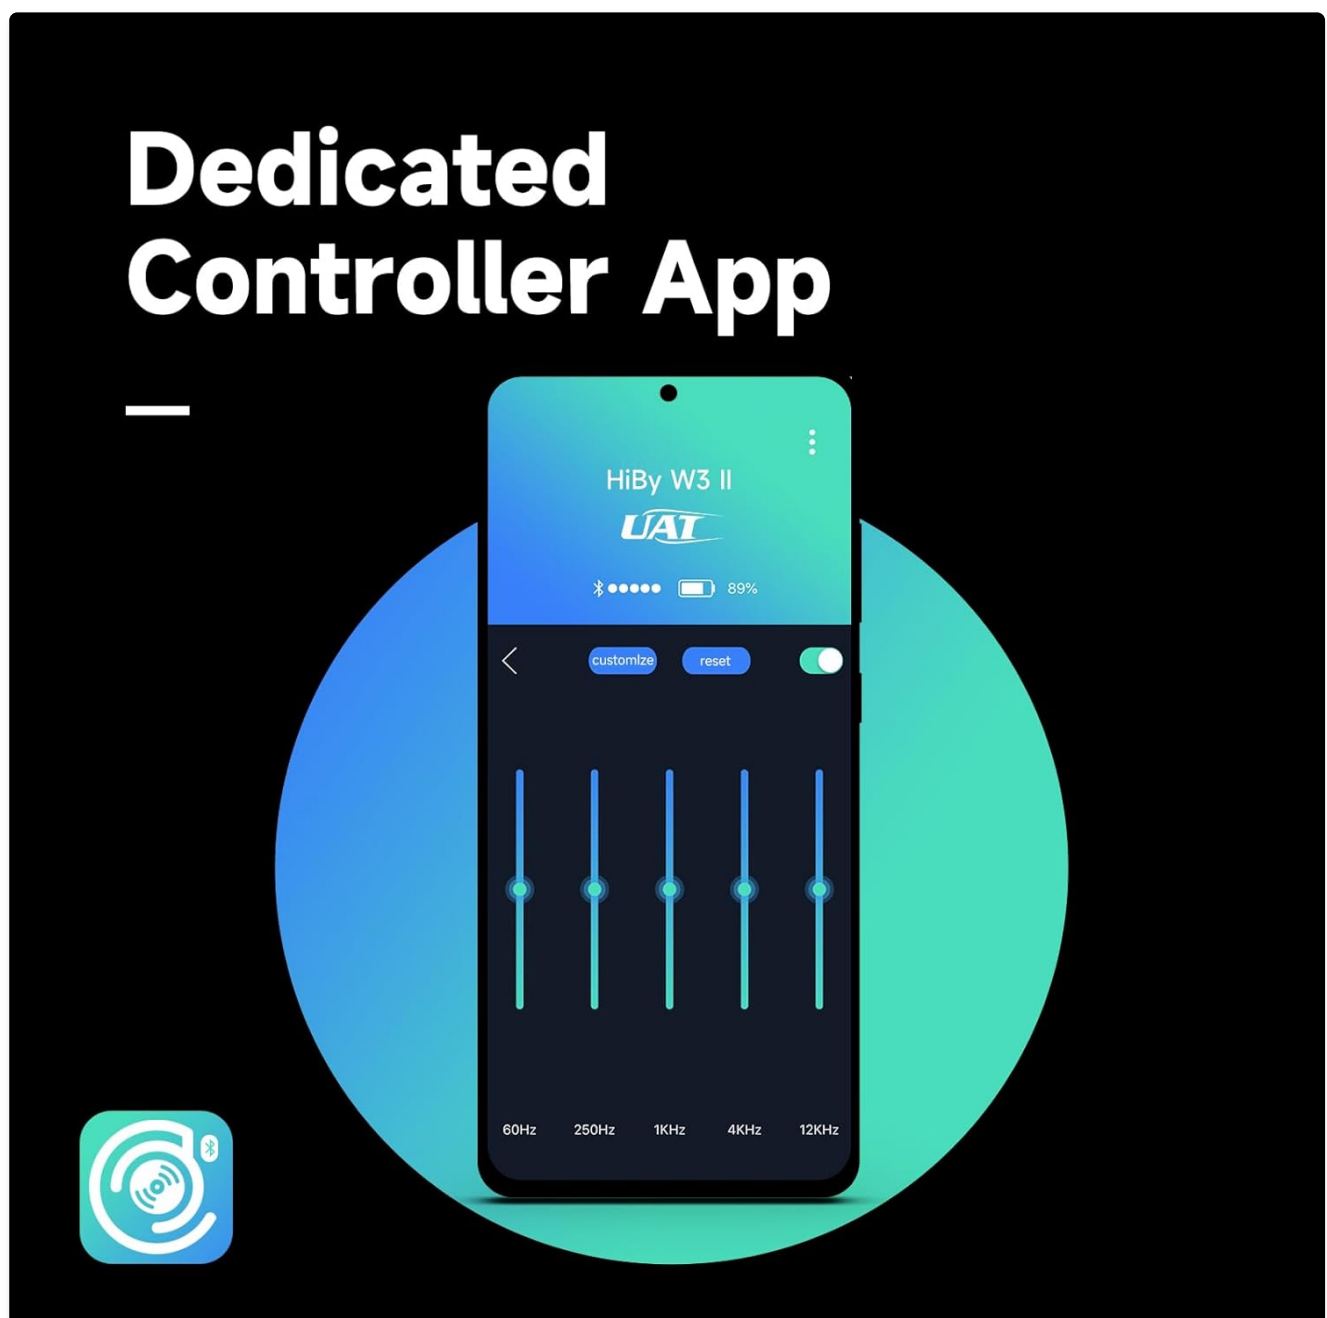 Dedicated
Controller App
HiBy W3 II
UAT
89%
customIze
reset
60Hz 250Hz 1KHz 4KHz 12KHz